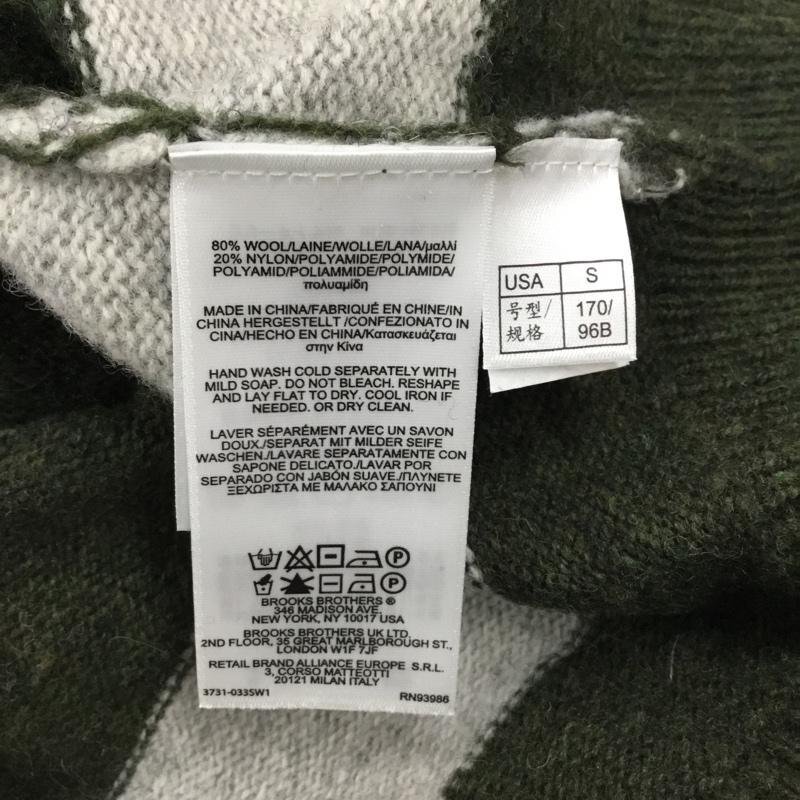 80% WOOL/LAINE/WOLLE/LANA/μαλλί
20% NYLON/POLYAMIDE/POLYMIDE/
POLYAMID/POLIAMMIDE/POLIAMIDA/
πολυαμίδη
MADE IN CHINA/FABRIQUÉ EN CHINE/IN
CHINA HERGESTELLT /CONFEZIONATO IN
CINA/HECHO EN CHINA/Κατασκευάζεται
στην Κίνα
HAND WASH COLD SEPARATELY WITH
MILD SOAP. DO NOT BLEACH. RESHAPE
AND LAY FLAT TO DRY. COOL IRON IF
NEEDED. OR DRY CLEAN.
LAVER SÉPARÉMENT AVEC UN SAVON
DOUX./SEPARAT MIT MILDER SEIFE
WASCHEN./LAVARE SEPARATAMENTE CON
SAPONE DELICATO./LAVAR POR
SEPARADO CON JABÓN SUAVE./ΠΛΥΝΕΤΕ
ΞΕΧΩΡΙΣΤΑ ΜΕ ΜΑΛΑΚΟ ΣΑΠΟΥΝΙ
P
P
BROOKS BROTHERS ®
346 MADISON AVE.
NEW YORK, NY 10017 USA
BROOKS BROTHERS UK LTD.
2ND FLOOR, 35 GREAT MARLBOROUGH ST.,
LONDON W1F 7JF
RETAIL BRAND ALLIANCE EUROPE S.R.L.
3, CORSO MATTEOTTI
20121 MILAN ITALY
3731-033SW1 RN93986
USA S
号型/ 170/
规格 96B